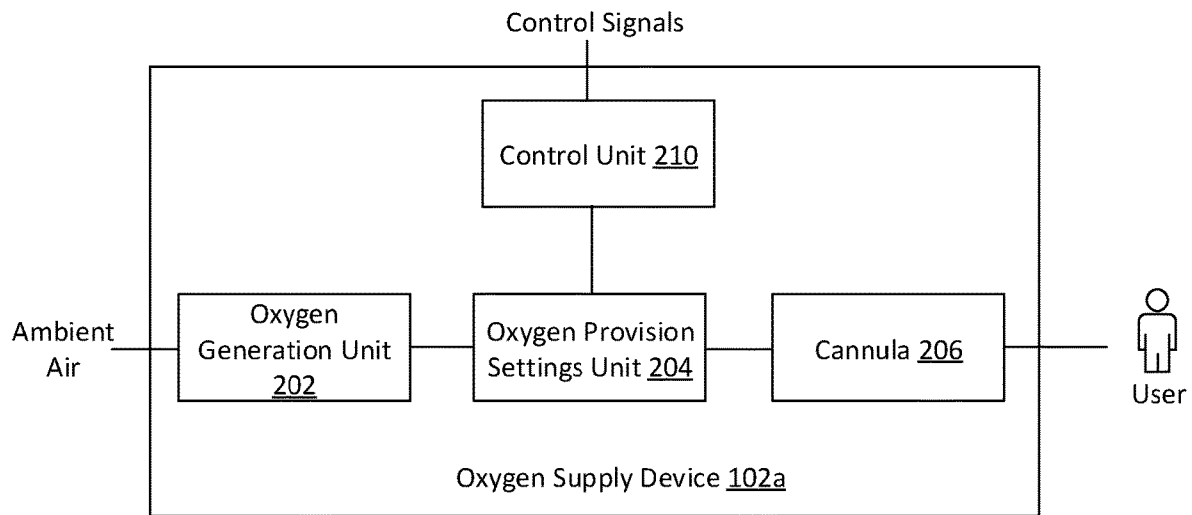 Control Signals
Control Unit 210
Ambient
Air
Oxygen
Generation Unit
202
Oxygen Provision
Settings Unit 204
Cannula 206
User
Oxygen Supply Device 102a